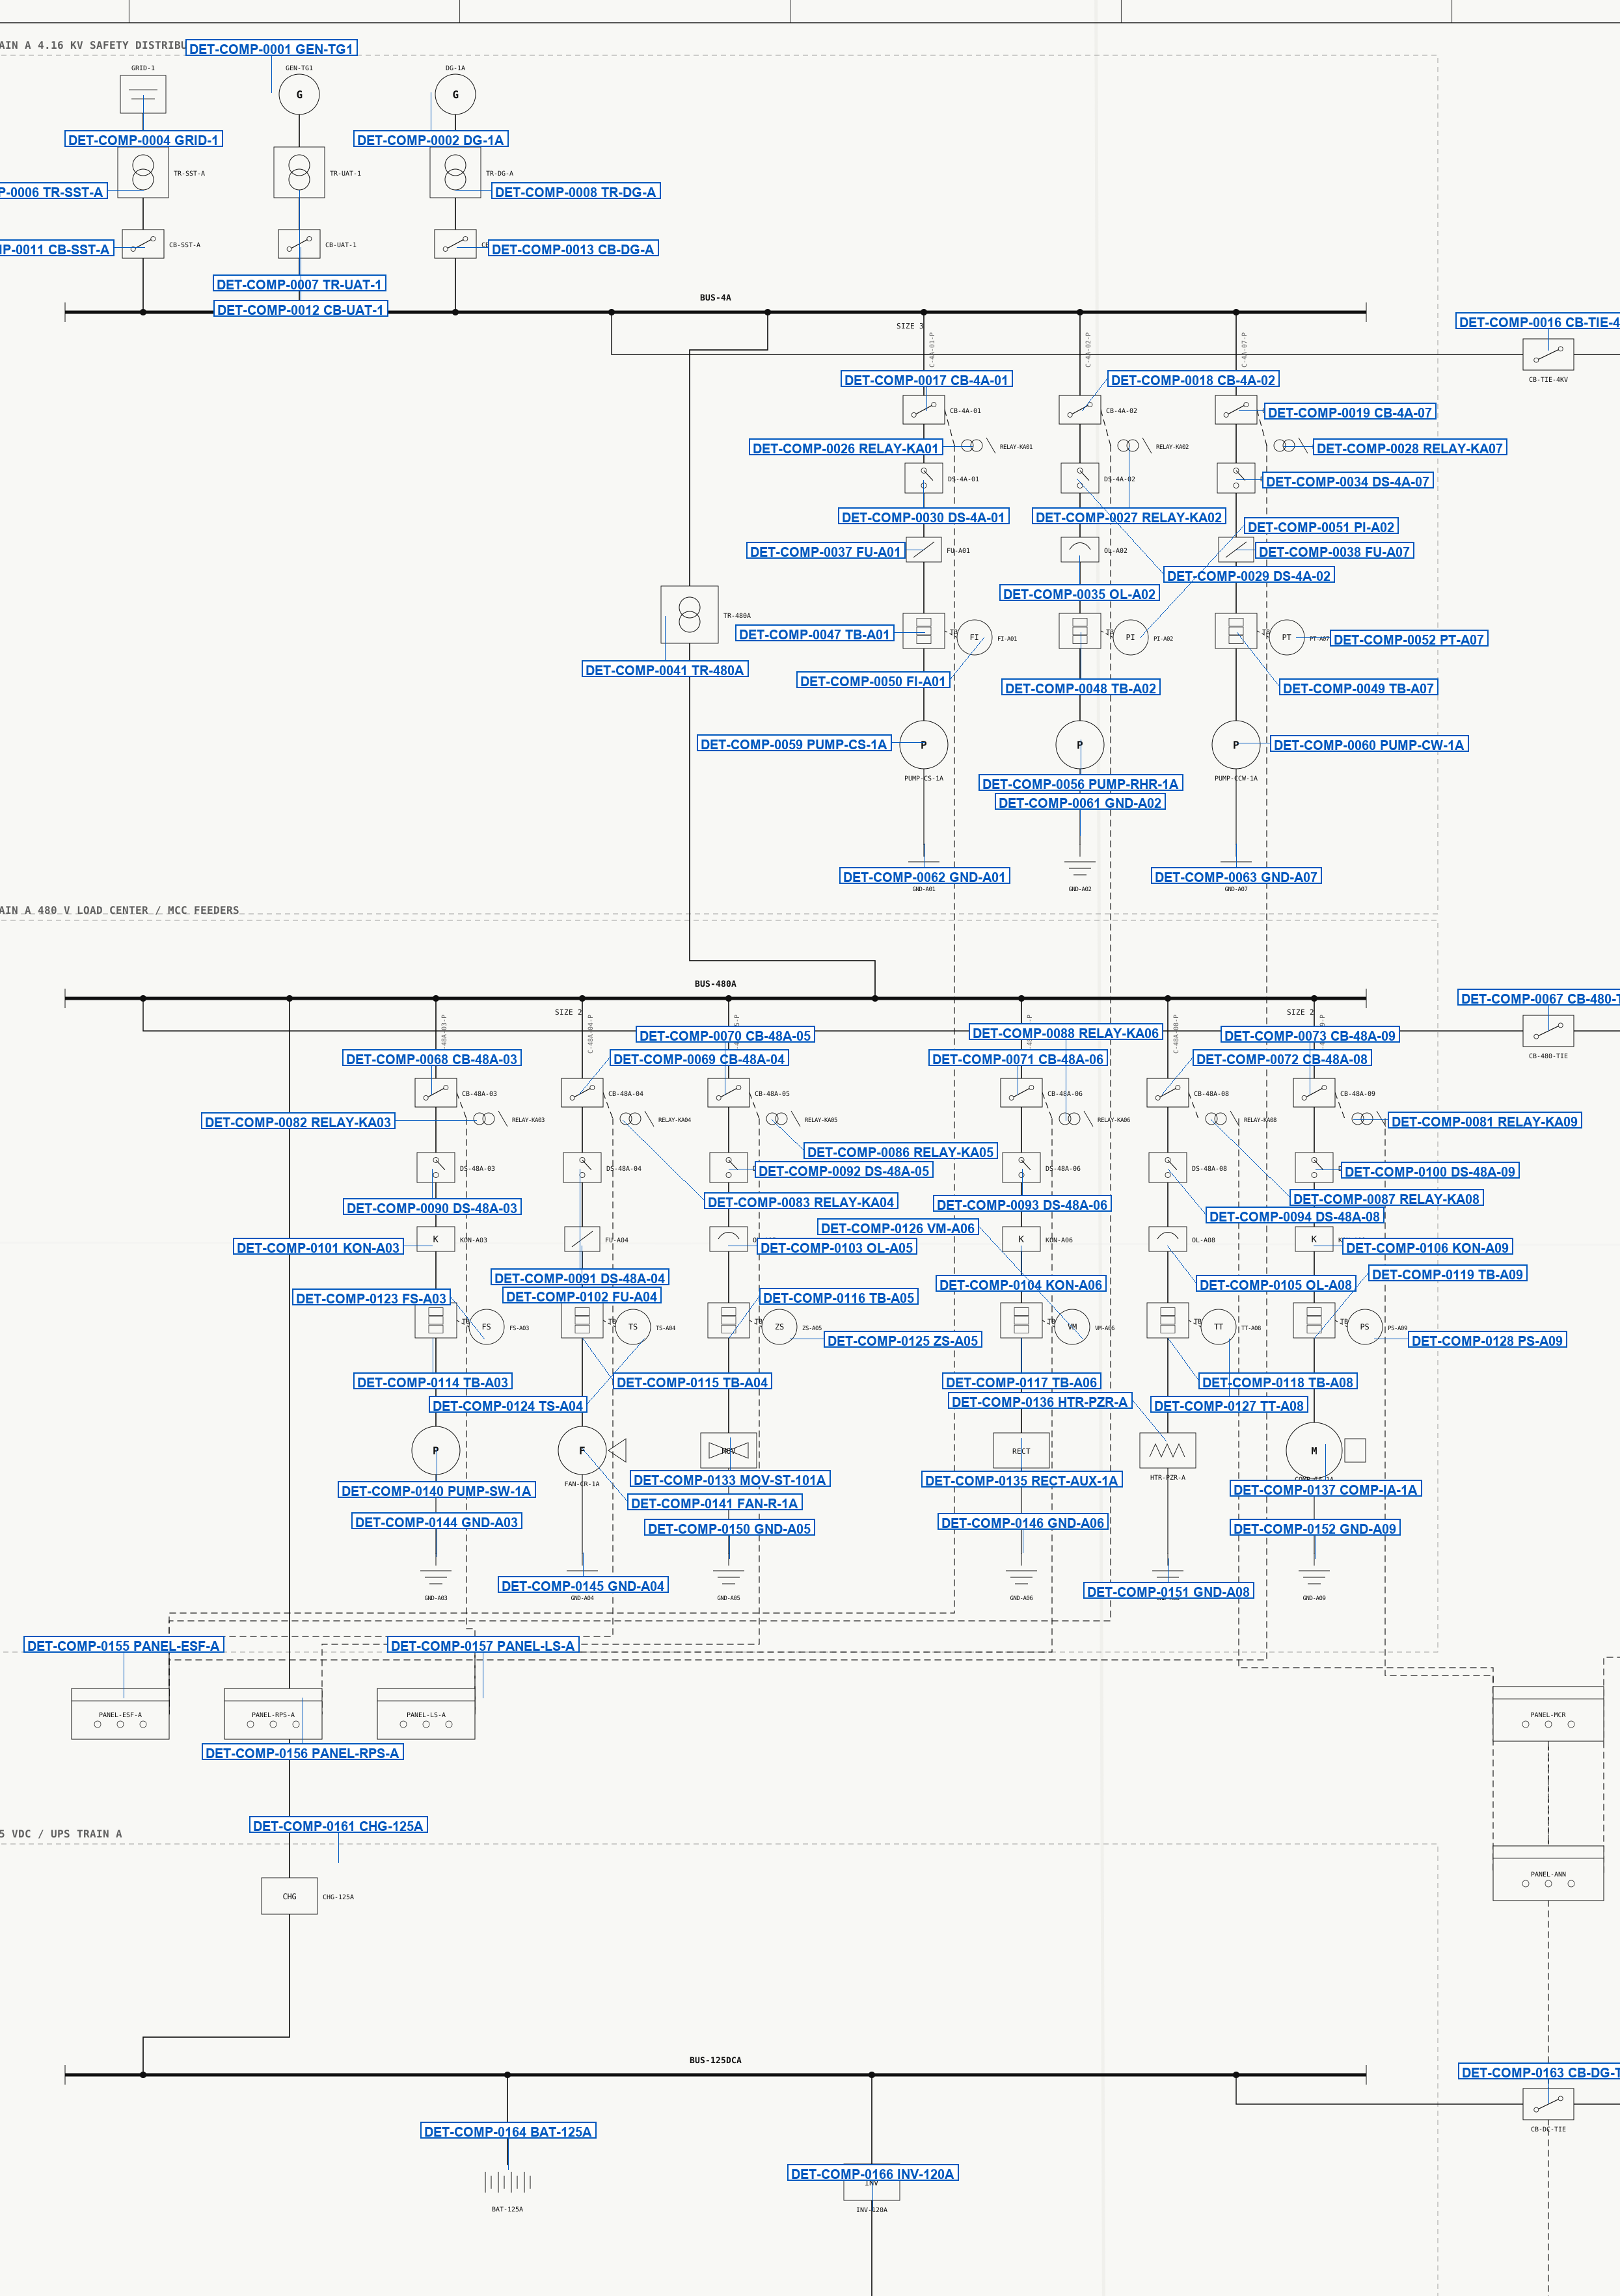 AIN A 4.16 KV SAFETY DISTRIBU
DET-COMP-0001 GEN-TG1
GRID-1
GEN-TG1
DG-1A
G
G
DET-COMP-0004 GRID-1
DET-COMP-0002 DG-1A
TR-SST-A
TR-UAT-1
TR-DG-A
P-0006 TR-SST-A
DET-COMP-0008 TR-DG-A
CB-SST-A
CB-UAT-1
MP-0011 CB-SST-A
DET-COMP-0013 CB-DG-A
DET-COMP-0007 TR-UAT-1
DET-COMP-0012 CB-UAT-1
BUS-4A
SIZE 3
C-4A-01-P
C-4A-02-P
C-4A-07-P
DET-COMP-0016 CB-TIE-4
CB-TIE-4KV
DET-COMP-0017 CB-4A-01
DET-COMP-0018 CB-4A-02
CB-4A-01
CB-4A-02
DET-COMP-0019 CB-4A-07
DET-COMP-0026 RELAY-KA01
RELAY-KA01
RELAY-KA02
DET-COMP-0028 RELAY-KA07
DS-4A-01
DS-4A-02
DET-COMP-0034 DS-4A-07
DET-COMP-0030 DS-4A-01
DET-COMP-0027 RELAY-KA02
DET-COMP-0051 PI-A02
DET-COMP-0037 FU-A01
FU-A01
OL-A02
DET-COMP-0038 FU-A07
DET-COMP-0029 DS-4A-02
DET-COMP-0035 OL-A02
TR-480A
DET-COMP-0047 TB-A01
FI
FI-A01
PI
PI-A02
PT
PT-A07
DET-COMP-0052 PT-A07
DET-COMP-0041 TR-480A
DET-COMP-0050 FI-A01
DET-COMP-0048 TB-A02
DET-COMP-0049 TB-A07
DET-COMP-0059 PUMP-CS-1A
P
P
P
DET-COMP-0060 PUMP-CW-1A
PUMP-CS-1A
PUMP-CCW-1A
DET-COMP-0056 PUMP-RHR-1A
DET-COMP-0061 GND-A02
DET-COMP-0062 GND-A01
DET-COMP-0063 GND-A07
GND-A01
GND-A02
GND-A07
AIN A 480 V LOAD CENTER / MCC FEEDERS
BUS-480A
DET-COMP-0067 CB-480-T
SIZE 2
SIZE 2
C-48A-04-P
C-48A-08-P
DET-COMP-0070 CB-48A-05
DET-COMP-0088 RELAY-KA06
DET-COMP-0073 CB-48A-09
CB-480-TIE
DET-COMP-0068 CB-48A-03
DET-COMP-0069 CB-48A-04
DET-COMP-0071 CB-48A-06
DET-COMP-0072 CB-48A-08
CB-48A-03
CB-48A-04
CB-48A-05
CB-48A-06
CB-48A-08
CB-48A-09
DET-COMP-0082 RELAY-KA03
RELAY-KA03
RELAY-KA04
RELAY-KA05
RELAY-KA06
RELAY-KA08
DET-COMP-0081 RELAY-KA09
DET-COMP-0086 RELAY-KA05
DS-48A-03
DS-48A-04
DET-COMP-0092 DS-48A-05
DS-48A-06
DS-48A-08
DET-COMP-0100 DS-48A-09
DET-COMP-0090 DS-48A-03
DET-COMP-0083 RELAY-KA04
DET-COMP-0093 DS-48A-06
DET-COMP-0087 RELAY-KA08
DET-COMP-0094 DS-48A-08
DET-COMP-0126 VM-A06
DET-COMP-0101 KON-A03
K
KON-A03
FU-A04
DET-COMP-0103 OL-A05
K
KON-A06
OL-A08
K
DET-COMP-0106 KON-A09
DET-COMP-0091 DS-48A-04
DET-COMP-0104 KON-A06
DET-COMP-0105 OL-A08
DET-COMP-0119 TB-A09
DET-COMP-0123 FS-A03
DET-COMP-0102 FU-A04
DET-COMP-0116 TB-A05
FS
FS-A03
TS
TS-A04
ZS
ZS-A05
VM
VM-A06
TT
TT-A08
PS
PS-A09
DET-COMP-0125 ZS-A05
DET-COMP-0128 PS-A09
DET-COMP-0114 TB-A03
DET-COMP-0115 TB-A04
DET-COMP-0117 TB-A06
DET-COMP-0118 TB-A08
DET-COMP-0124 TS-A04
DET-COMP-0136 HTR-PZR-A
DET-COMP-0127 TT-A08
P
F
MOV
RECT
M
FAN-CR-1A
DET-COMP-0133 MOV-ST-101A
DET-COMP-0135 RECT-AUX-1A
HTR-PZR-A
DET-COMP-0140 PUMP-SW-1A
DET-COMP-0141 FAN-R-1A
DET-COMP-0137 COMP-IA-1A
DET-COMP-0144 GND-A03
DET-COMP-0150 GND-A05
DET-COMP-0146 GND-A06
DET-COMP-0152 GND-A09
DET-COMP-0145 GND-A04
DET-COMP-0151 GND-A08
GND-A03
GND-A04
GND-A05
GND-A06
GND-A09
DET-COMP-0155 PANEL-ESF-A
DET-COMP-0157 PANEL-LS-A
PANEL-ESF-A
PANEL-RPS-A
PANEL-LS-A
PANEL-MCR
DET-COMP-0156 PANEL-RPS-A
DET-COMP-0161 CHG-125A
5 VDC / UPS TRAIN A
PANEL-ANN
CHG
CHG-125A
BUS-125DCA
DET-COMP-0163 CB-DG-T
CB-DC-TIE
DET-COMP-0164 BAT-125A
DET-COMP-0166 INV-120A
INV
BAT-125A
INV-120A